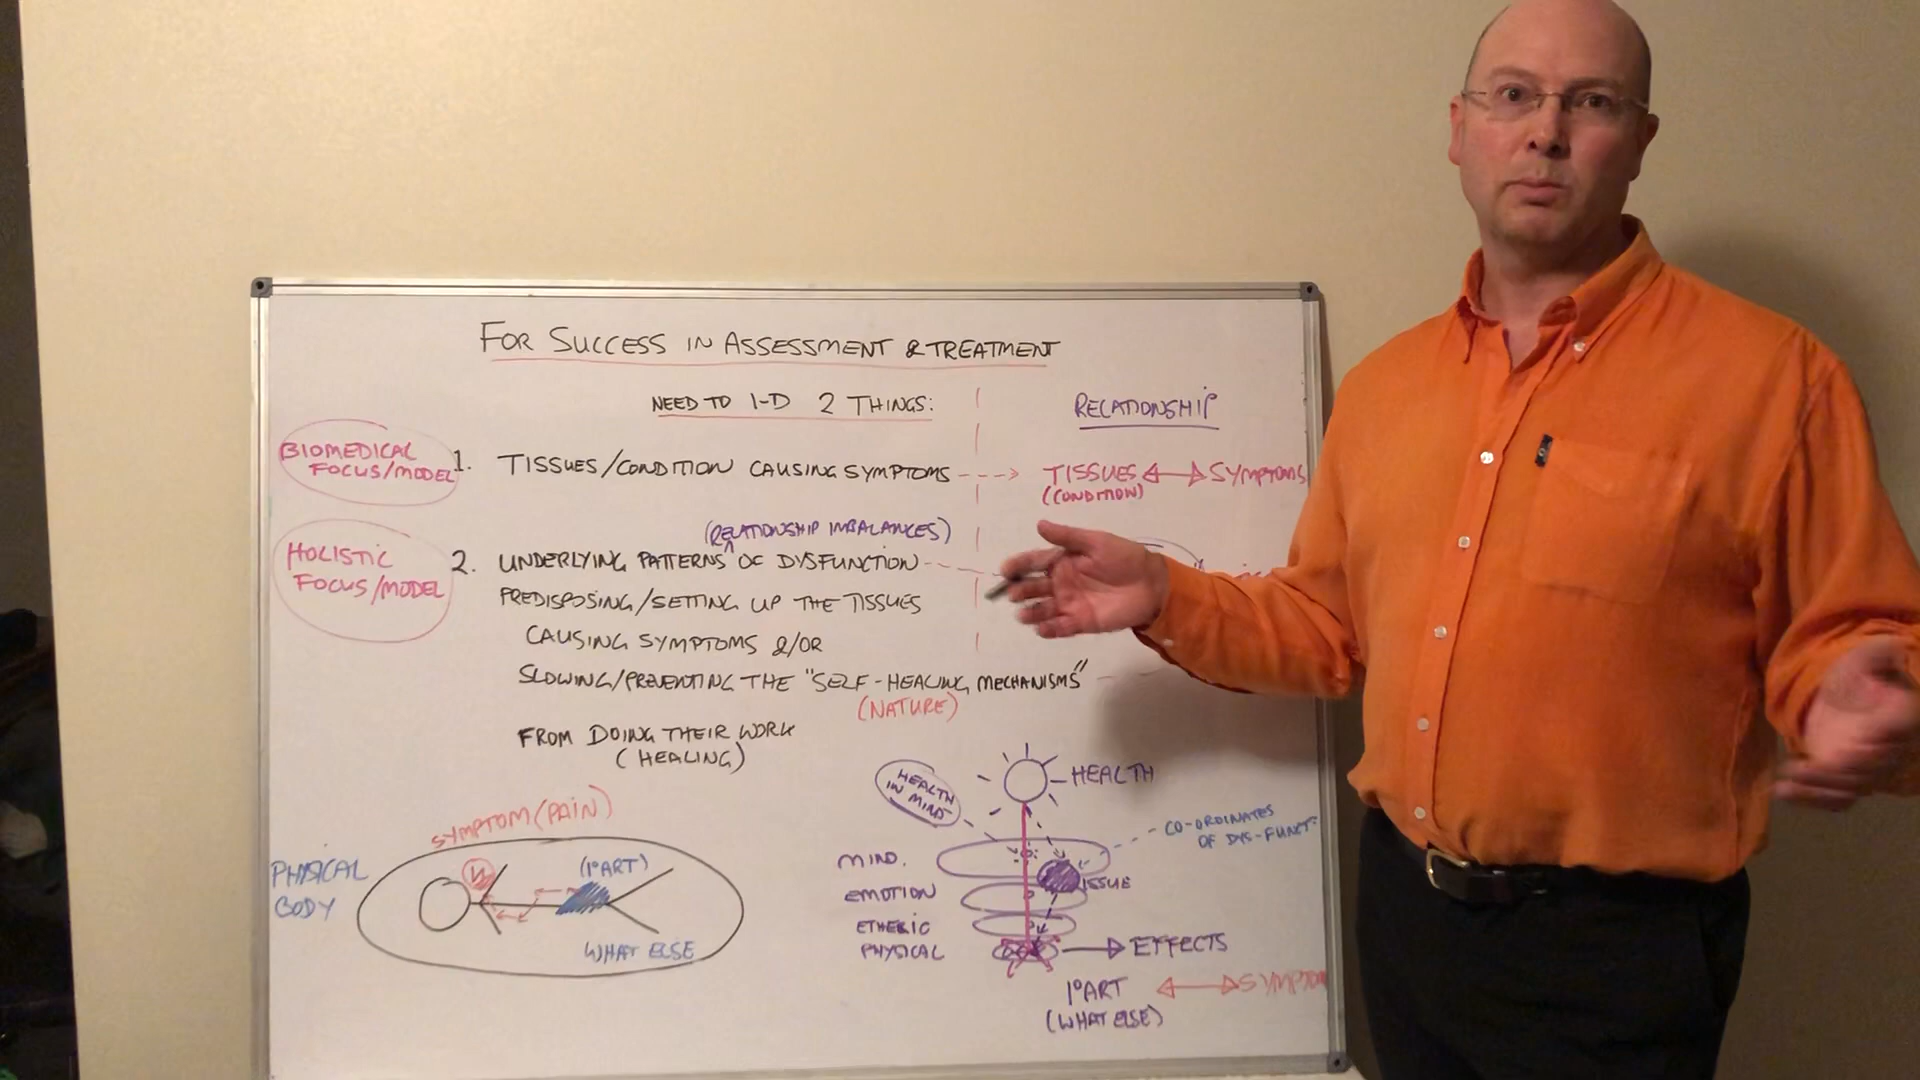 FOR SUCCESS IN ASSESSMENT & TREATMENT
NEED TO I-D 2 THINGS:
RELATIONSHIP
BIOMEDICAL
FOCUS/MODEL
1. TISSUES/CONDITION CAUSING SYMPTOMS
TISSUES SYMPTOMS
(CONDITION)
HOLISTIC
FOCUS/MODEL
(RELATIONSHIP IMBALANCES)
2. UNDERLYING PATTERNS OF DYSFUNCTION
PREDISPOSING/SETTING UP THE TISSUES
CAUSING SYMPTOMS &/OR
SLOWING/PREVENTING THE "SELF-HEALING MECHANISMS"
(NATURE)
FROM DOING THEIR WORK
(HEALING)
SYMPTOM (PAIN)
PHYSICAL
BODY
(1°ART)
WHAT ELSE
HEALTH
IN MIND
HEALTH
CO-ORDINATES
OF DYS-FUNCT
MIND.
ISSUE
EMOTION
ETHERIC
PHYSICAL
EFFECTS
1°ART SYMPTOM
(WHAT ELSE)